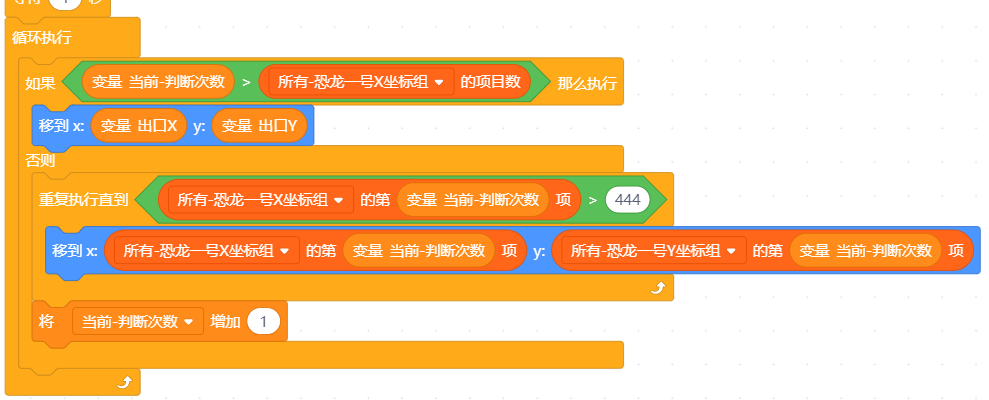 1
循环执行
如果 变量 当前-判断次数 > 所有-恐龙一号X坐标组 的项目数 那么执行
移到 x: 变量 出口X y: 变量 出口Y
否则
重复执行直到 所有-恐龙一号X坐标组 的第 变量 当前-判断次数 项 > 444
移到 x: 所有-恐龙一号X坐标组 的第 变量 当前-判断次数 项 y: 所有-恐龙一号Y坐标组 的第 变量 当前-判断次数 项
将 当前-判断次数 增加 1